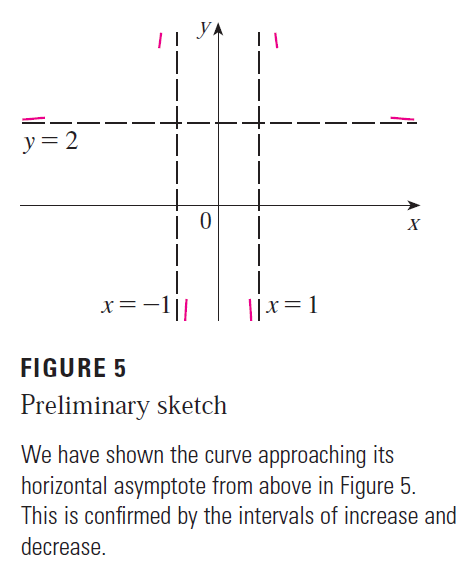 y
y = 2
0
x
x = −1
x = 1
FIGURE 5
Preliminary sketch
We have shown the curve approaching its
horizontal asymptote from above in Figure 5.
This is confirmed by the intervals of increase and
decrease.